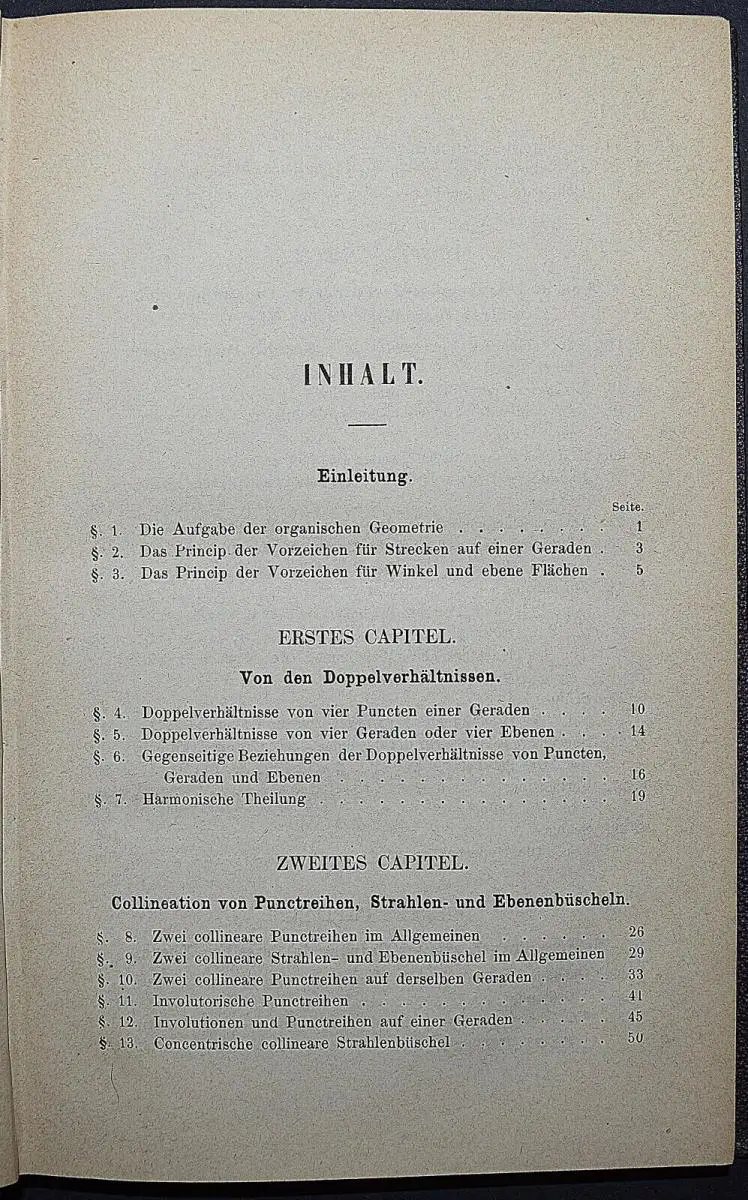 INHALT.
Einleitung.
Seite.
§. 1. Die Aufgabe der organischen Geometrie . . . . . . . . 1
§. 2. Das Princip der Vorzeichen für Strecken auf einer Geraden . 3
§. 3. Das Princip der Vorzeichen für Winkel und ebene Flächen . 5
ERSTES CAPITEL.
Von den Doppelverhältnissen.
§. 4. Doppelverhältnisse von vier Puncten einer Geraden . . . . 10
§. 5. Doppelverhältnisse von vier Geraden oder vier Ebenen . . . . 14
§. 6. Gegenseitige Beziehungen der Doppelverhältnisse von Puncten,
Geraden und Ebenen . . . . . . . . . . . . . 16
§. 7. Harmonische Theilung . . . . . . . . . . . . . . 19
ZWEITES CAPITEL.
Collineation von Punctreihen, Strahlen- und Ebenenbüscheln.
§. 8. Zwei collineare Punctreihen im Allgemeinen . . . . . . 26
§. 9. Zwei collineare Strahlen- und Ebenenbüschel im Allgemeinen 29
§. 10. Zwei collineare Punctreihen auf derselben Geraden . . . . 33
§. 11. Involutorische Punctreihen . . . . . . . . . . . . 41
§. 12. Involutionen und Punctreihen auf einer Geraden . . . . . 45
§. 13. Concentrische collineare Strahlenbüschel . . . . . . . . 50